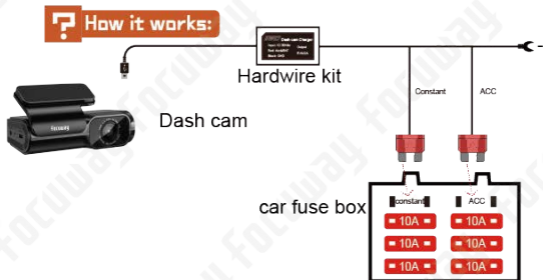 ? How it works:
Hardwire kit
Constant
ACC
Focuway
Dash cam
car fuse box
constant
ACC
10A
10A
10A
10A
10A
10A